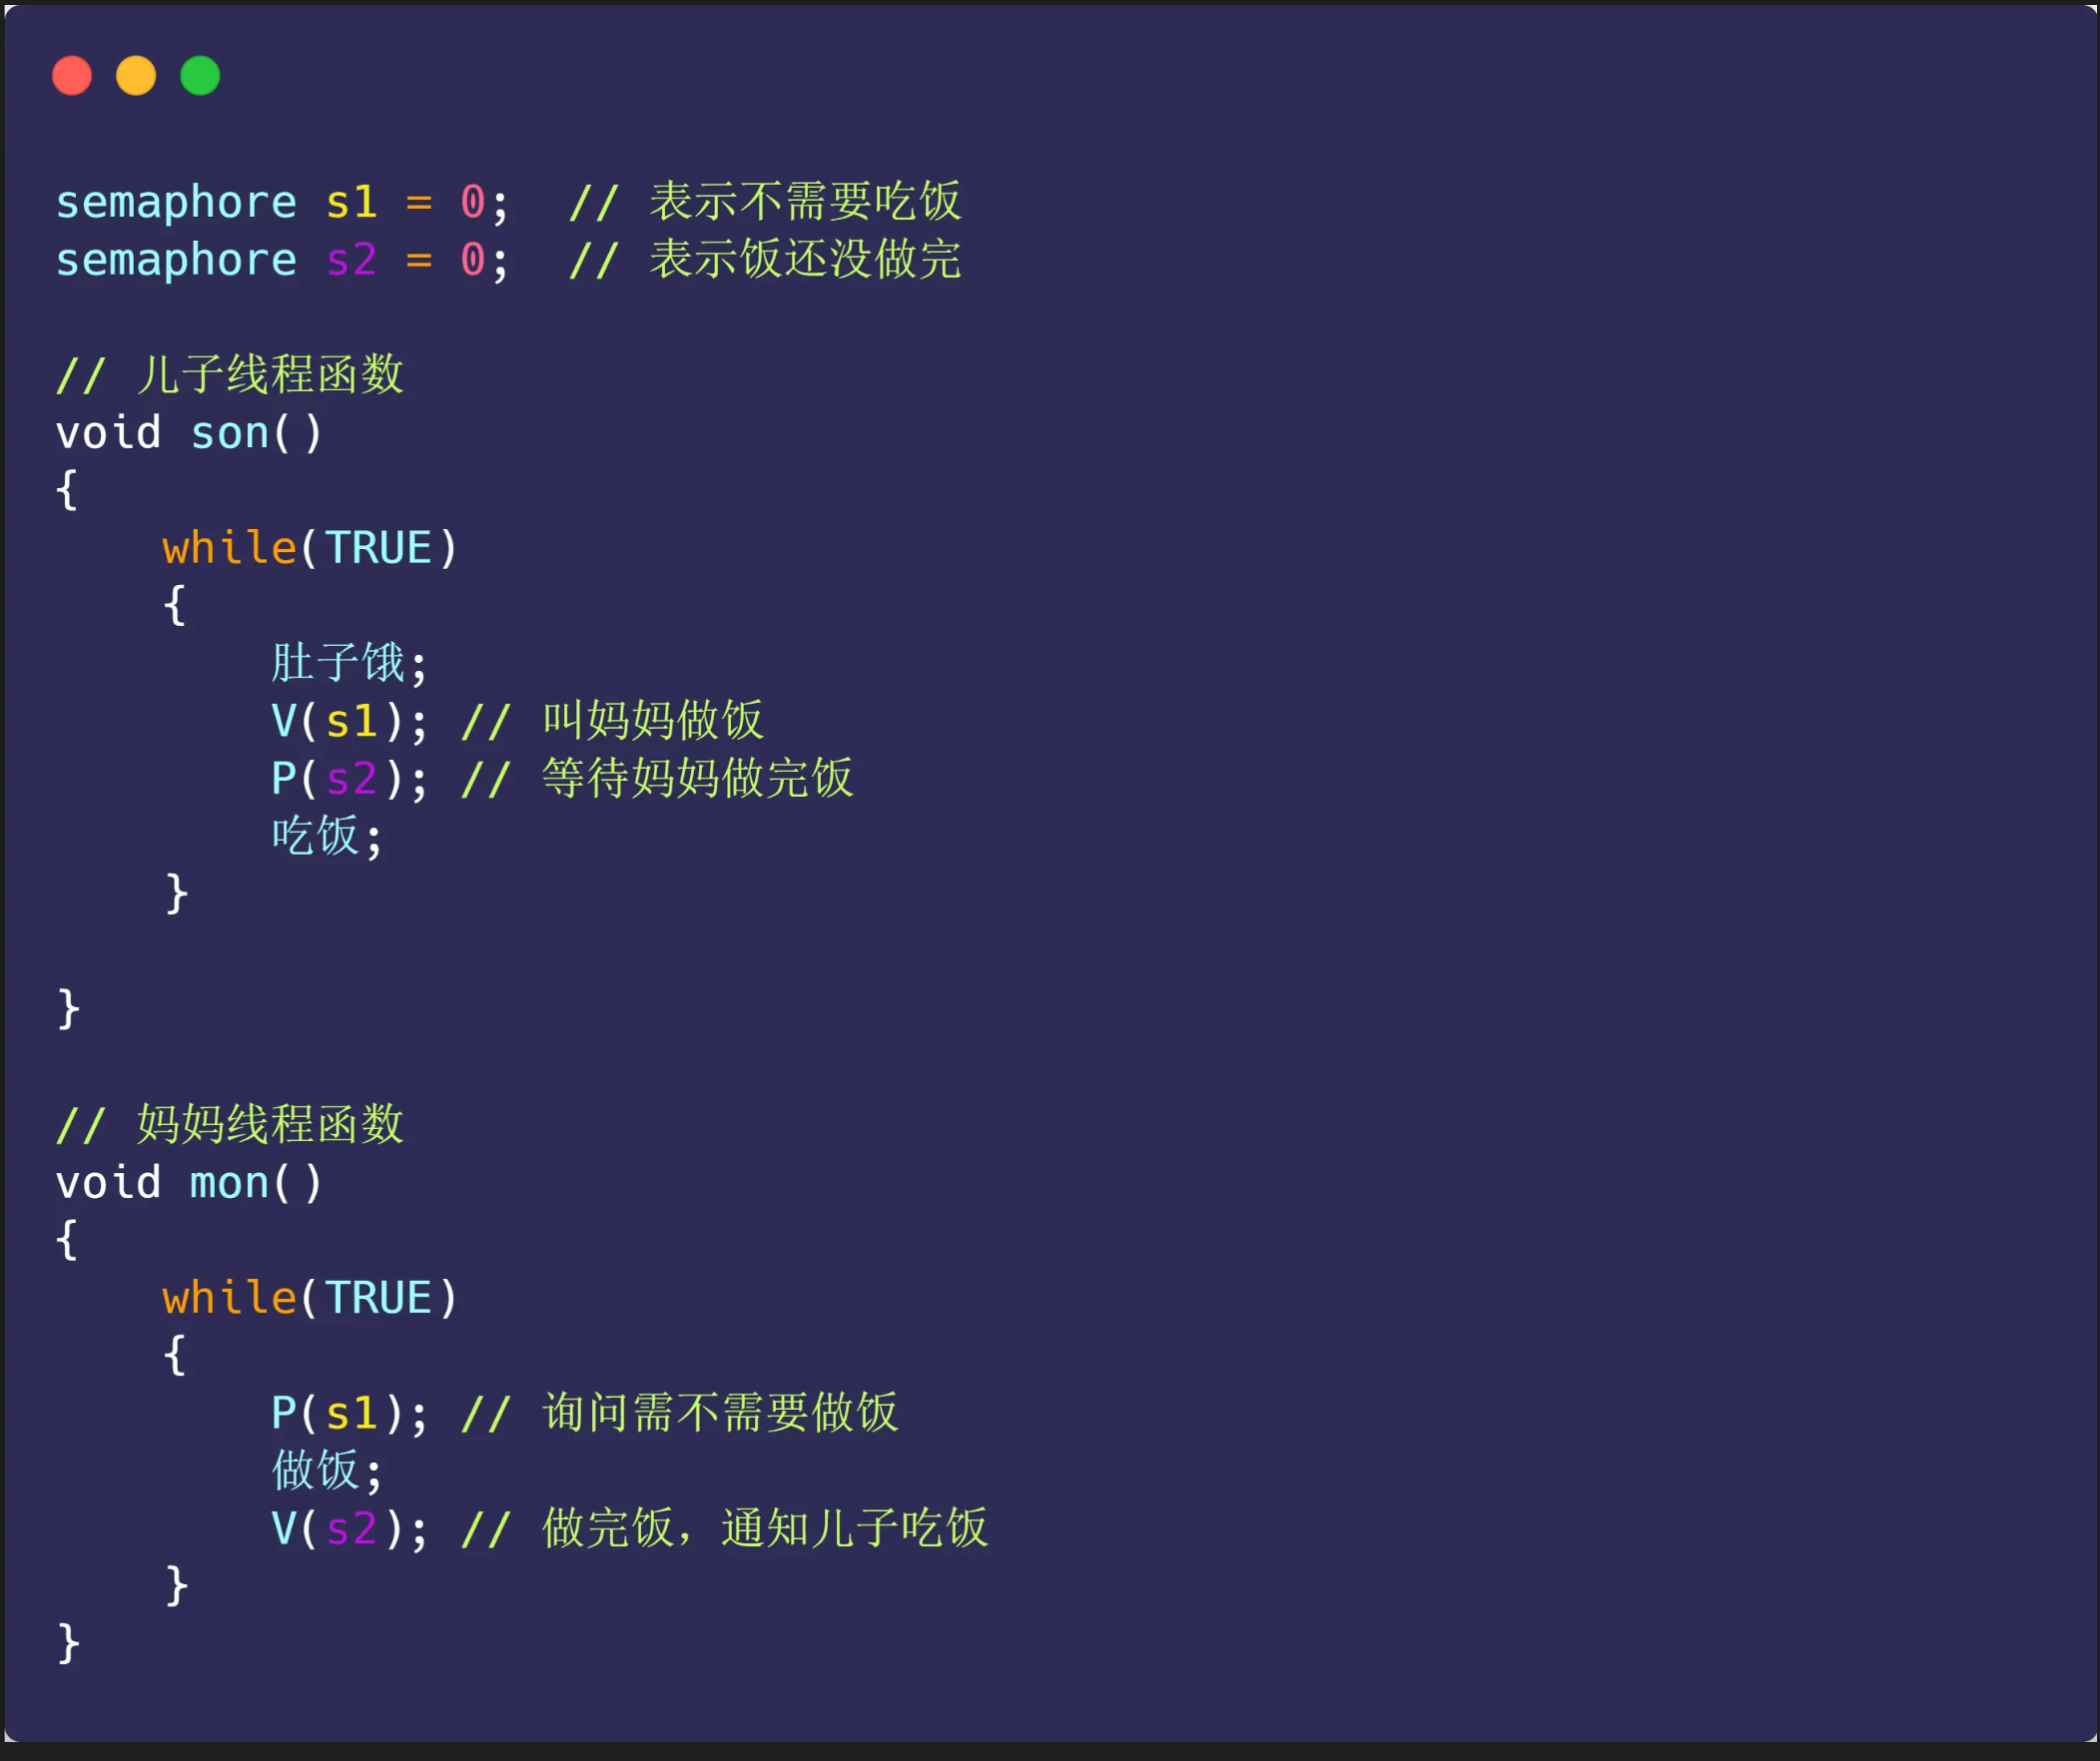 semaphore s1 = 0;  // 表示不需要吃饭
semaphore s2 = 0;  // 表示饭还没做完
// 儿子线程函数
void son()
{
    while(TRUE)
    {
        肚子饿;
        V(s1); // 叫妈妈做饭
        P(s2); // 等待妈妈做完饭
        吃饭;
    }
}
// 妈妈线程函数
void mon()
{
    while(TRUE)
    {
        P(s1); // 询问需不需要做饭
        做饭;
        V(s2); // 做完饭，通知儿子吃饭
    }
}